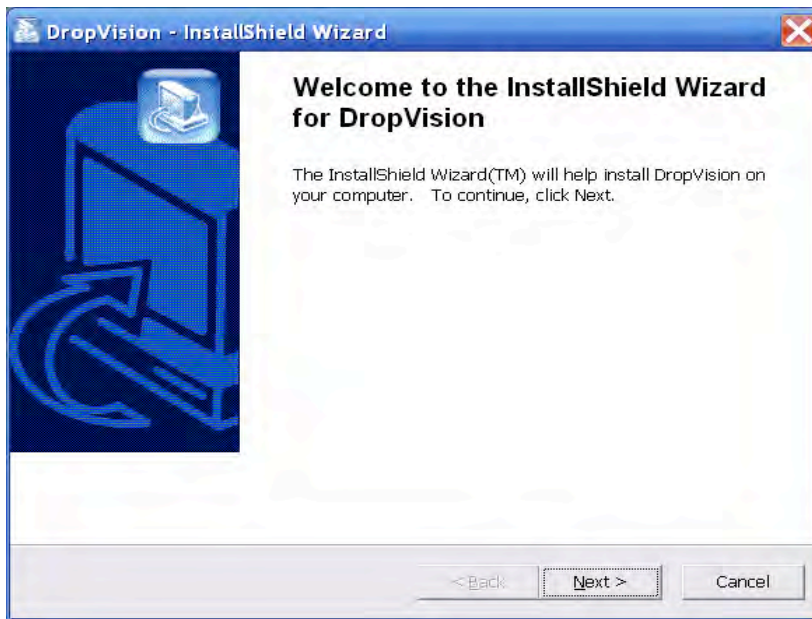 DropVision - InstallShield Wizard
Welcome to the InstallShield Wizard
for DropVision
The InstallShield Wizard(TM) will help install DropVision on
your computer. To continue, click Next.
< Back
Next >
Cancel